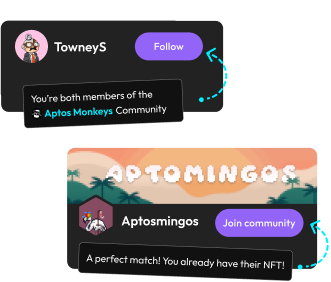 TowneyS
Follow
You're both members of the
Aptos Monkeys Community
APTOMINGOS
Aptosmingos
Join community
A perfect match! You already have their NFT!